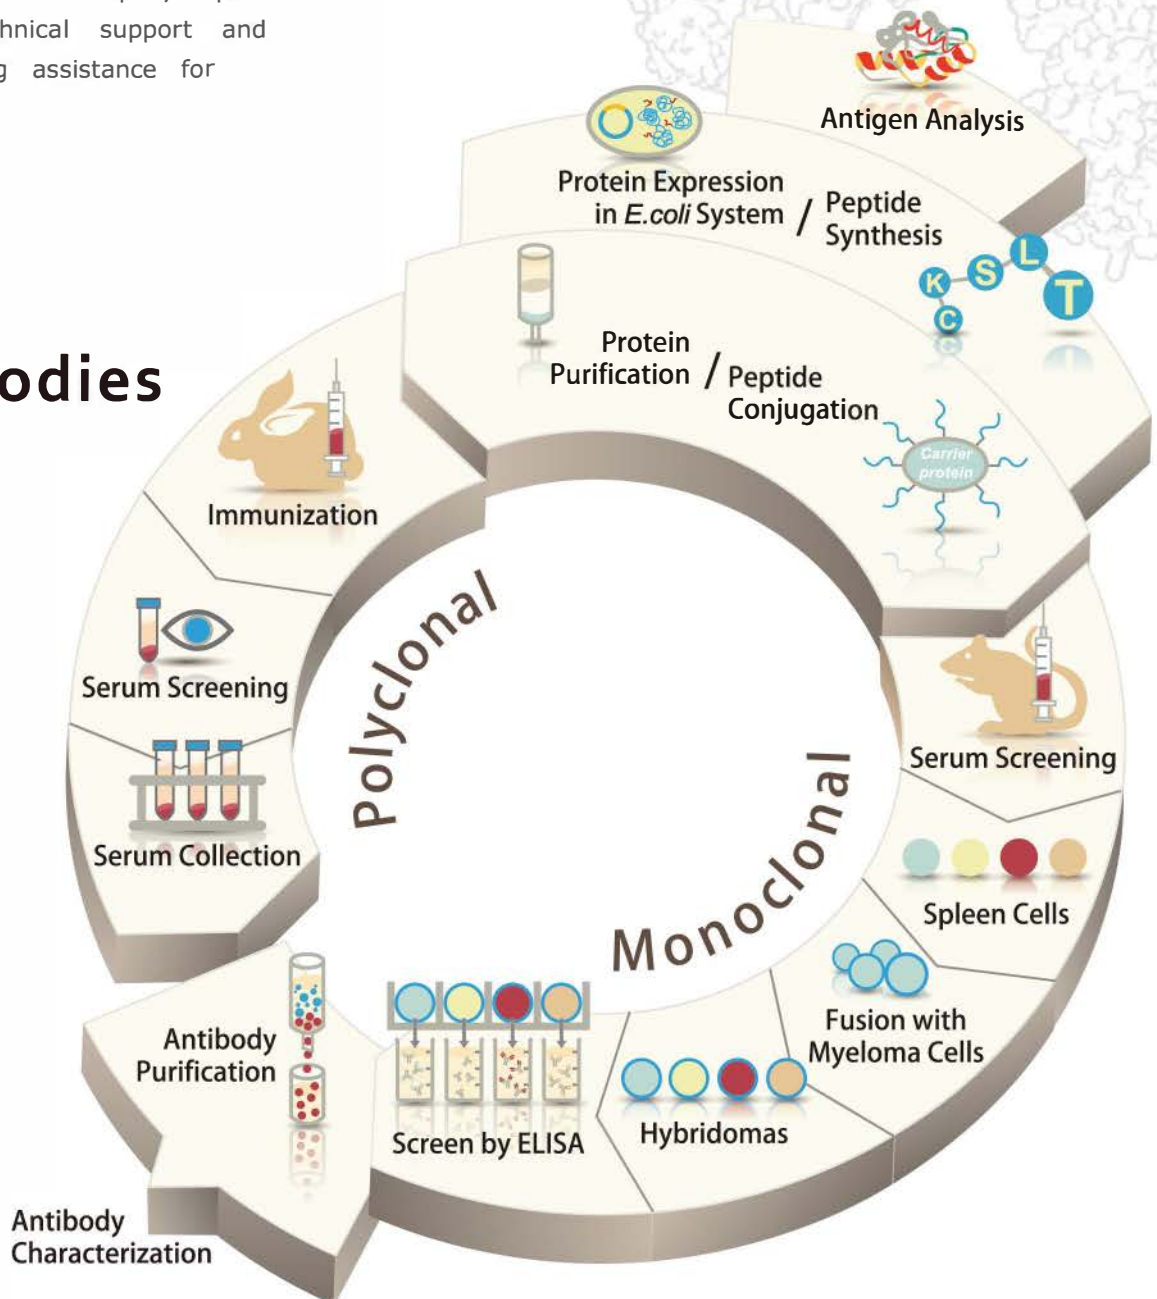 support and
assistance for
Antigen Analysis
Protein Expression
in E.coli System / Peptide
Synthesis
K S L T
C
Protein
Purification / Peptide
Conjugation
Carrier
protein
Immunization
Serum Screening
Serum Collection
Polyclonal
Monoclonal
Serum Screening
Spleen Cells
Fusion with
Myeloma Cells
Hybridomas
Screen by ELISA
Antibody
Purification
Antibody
Characterization